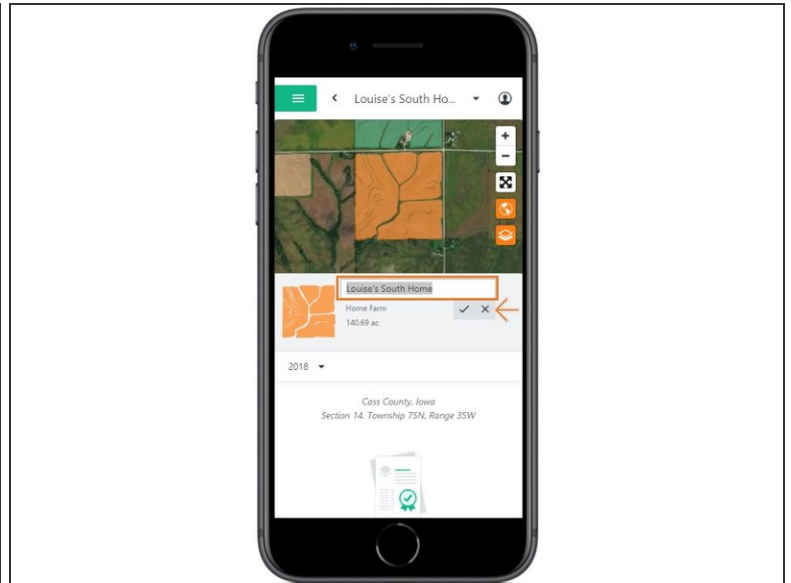 Louise's South Ho...
+
−
Louise's South Home
Home Farm
140.69 ac
2018
Cass County, Iowa
Section 14, Township 75N, Range 35W